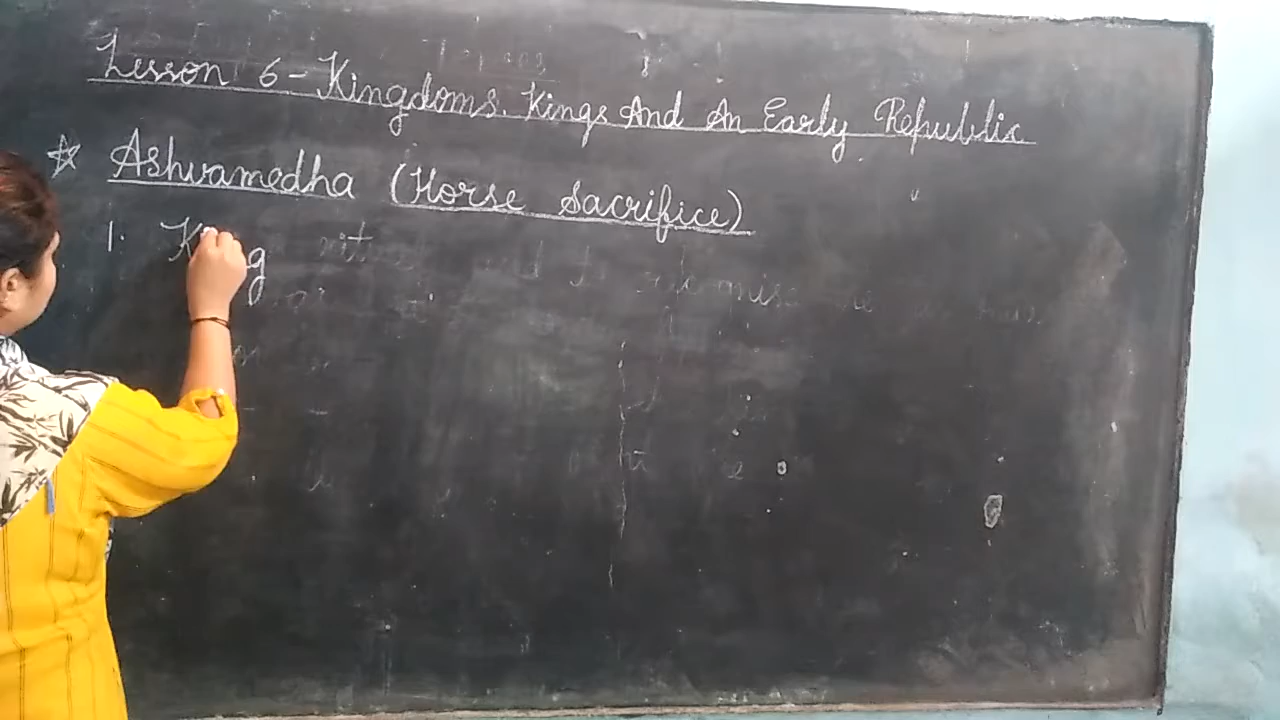 Lesson 6 - Kingdoms. Kings And An Early Republic
☆ Ashvamedha (Horse Sacrifice)
1. King